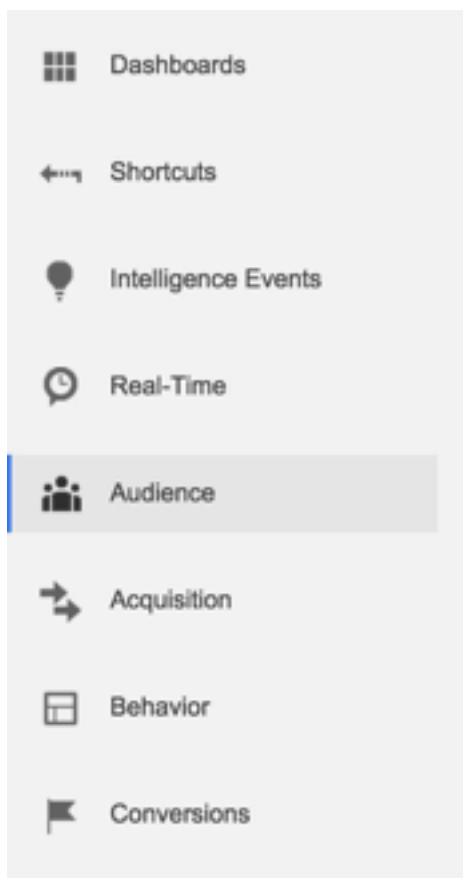 Dashboards
Shortcuts
Intelligence Events
Real-Time
Audience
Acquisition
Behavior
Conversions